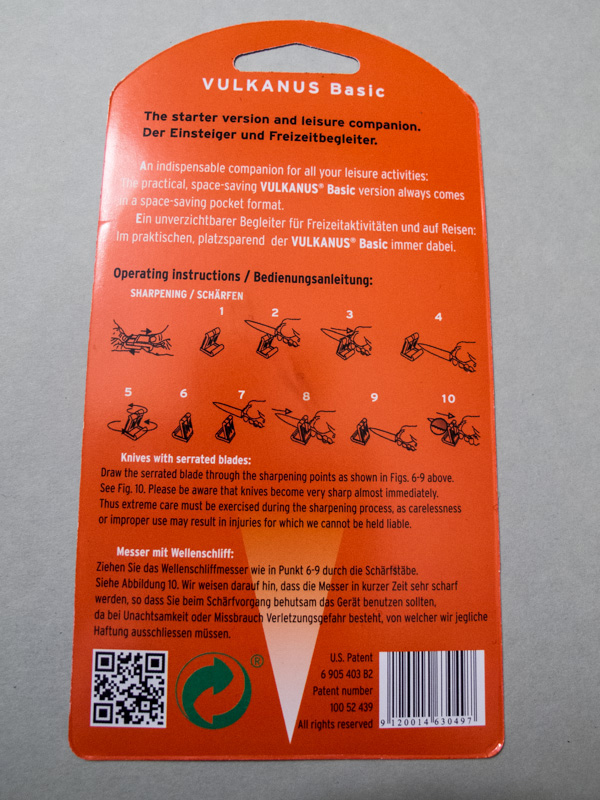 VULKANUS Basic
The starter version and leisure companion.
Der Einsteiger und Freizeitbegleiter.
An indispensable companion for all your leisure activities:
The practical, space-saving VULKANUS® Basic version always comes
in a space-saving pocket format.
Ein unverzichtbarer Begleiter für Freizeitaktivitäten und auf Reisen:
Im praktischen, platzsparend der VULKANUS® Basic immer dabei.
Operating instructions / Bedienungsanleitung:
SHARPENING / SCHÄRFEN
1 2 3 4
5 6 7 8 9 10
Knives with serrated blades:
Draw the serrated blade through the sharpening points as shown in Figs. 6-9 above.
See Fig. 10. Please be aware that knives become very sharp almost immediately.
Thus extreme care must be exercised during the sharpening process, as carelessness
or improper use may result in injuries for which we cannot be held liable.
Messer mit Wellenschliff:
Ziehen Sie das Wellenschliffmesser wie in Punkt 6-9 durch die Schärfstäbe.
Siehe Abbildung 10. Wir weisen darauf hin, dass die Messer in kurzer Zeit sehr scharf
werden, so dass Sie beim Schärfvorgang behutsam das Gerät benutzen sollten,
da bei Unachtsamkeit oder Missbrauch Verletzungsgefahr besteht, von welcher wir jegliche
Haftung ausschliessen müssen.
®
U.S. Patent
6 905 403 B2
Patent number
100 52 439
All rights reserved
9 120014 630497